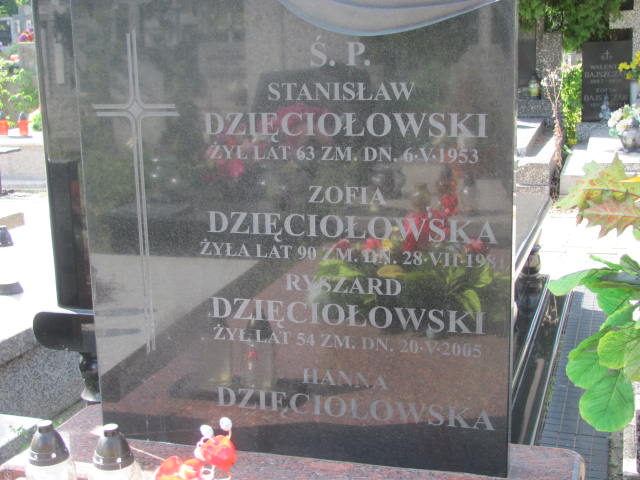 Ś. P.
STANISŁAW
DZIĘCIOŁOWSKI
ŻYŁ LAT 63 ZM. DN. 6·V·1953
ZOFIA
DZIĘCIOŁOWSKA
ŻYŁA LAT 90 ZM. DN. 28·VII·1981
RYSZARD
DZIĘCIOŁOWSKI
ŻYŁ LAT 54 ZM. DN. 20·V·2005
HANNA
DZIĘCIOŁOWSKA
ZOFIA